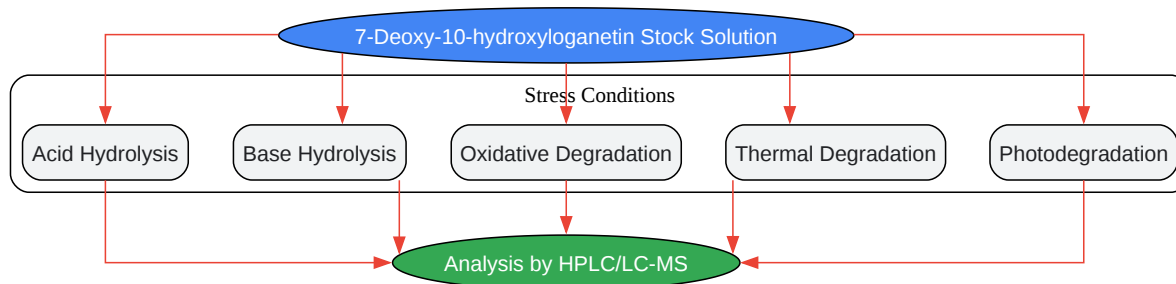 7-Deoxy-10-hydroxyloganetin Stock Solution
Stress Conditions
Acid Hydrolysis
Base Hydrolysis
Oxidative Degradation
Thermal Degradation
Photodegradation
Analysis by HPLC/LC-MS